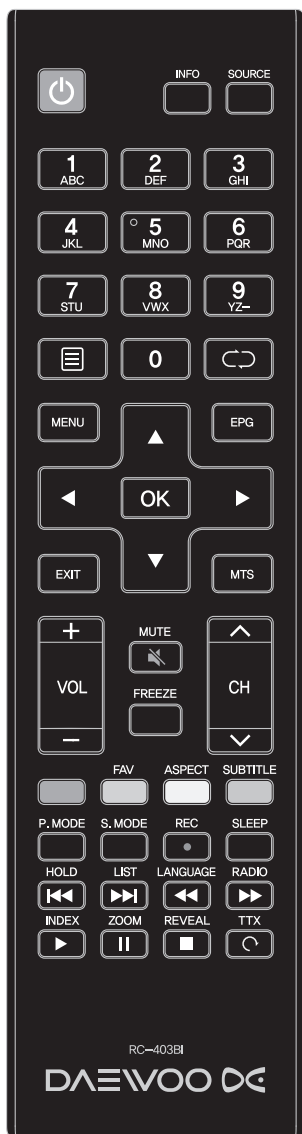 INFO SOURCE
1 2 3
ABC DEF GHI
4 5 6
JKL MNO PQR
7 8 9
STU VWX YZ–
0
MENU EPG
OK
EXIT MTS
+
MUTE
VOL CH
FREEZE
–
FAV ASPECT SUBTITLE
P.MODE S.MODE REC SLEEP
HOLD LIST LANGUAGE RADIO
INDEX ZOOM REVEAL TTX
RC–403BI
DAEWOO